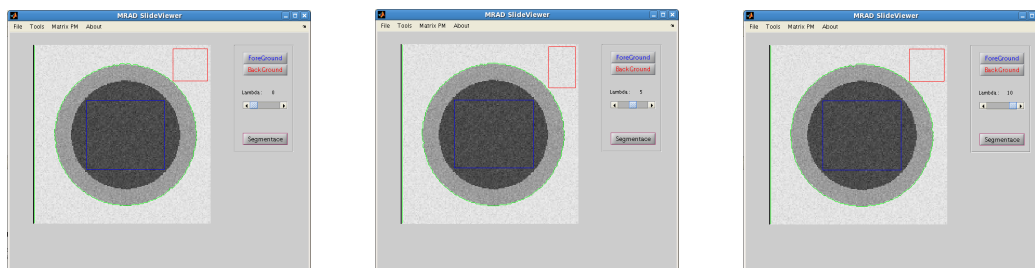 MRAD SlideViewer
File Tools Matrix PM About
ForeGround
BackGround
Lambda: 0
Segmentace
MRAD SlideViewer
File Tools Matrix PM About
ForeGround
BackGround
Lambda: 5
Segmentace
MRAD SlideViewer
File Tools Matrix PM About
ForeGround
BackGround
Lambda: 10
Segmentace